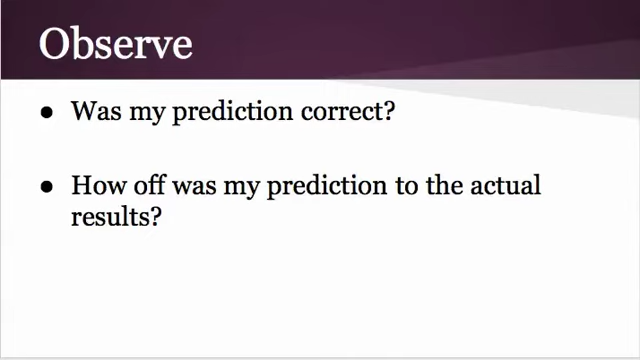 Observe
● Was my prediction correct?
● How off was my prediction to the actual
results?